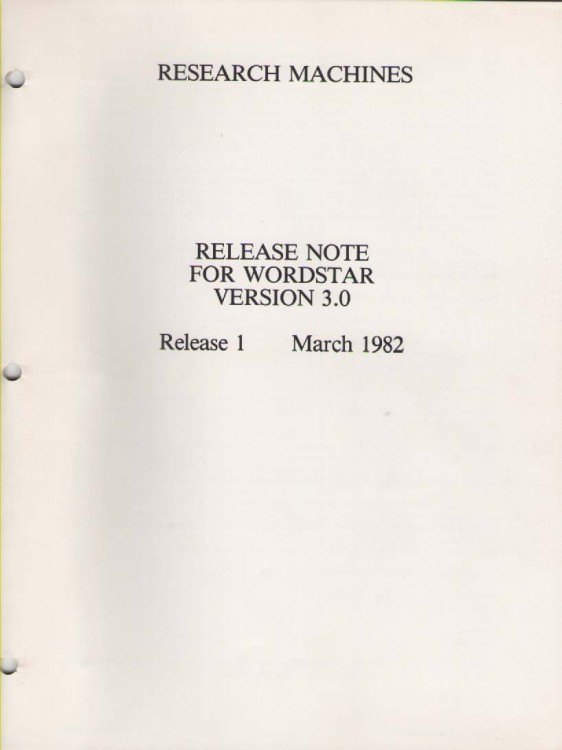 RESEARCH MACHINES
RELEASE NOTE
FOR WORDSTAR
VERSION 3.0
Release 1 March 1982